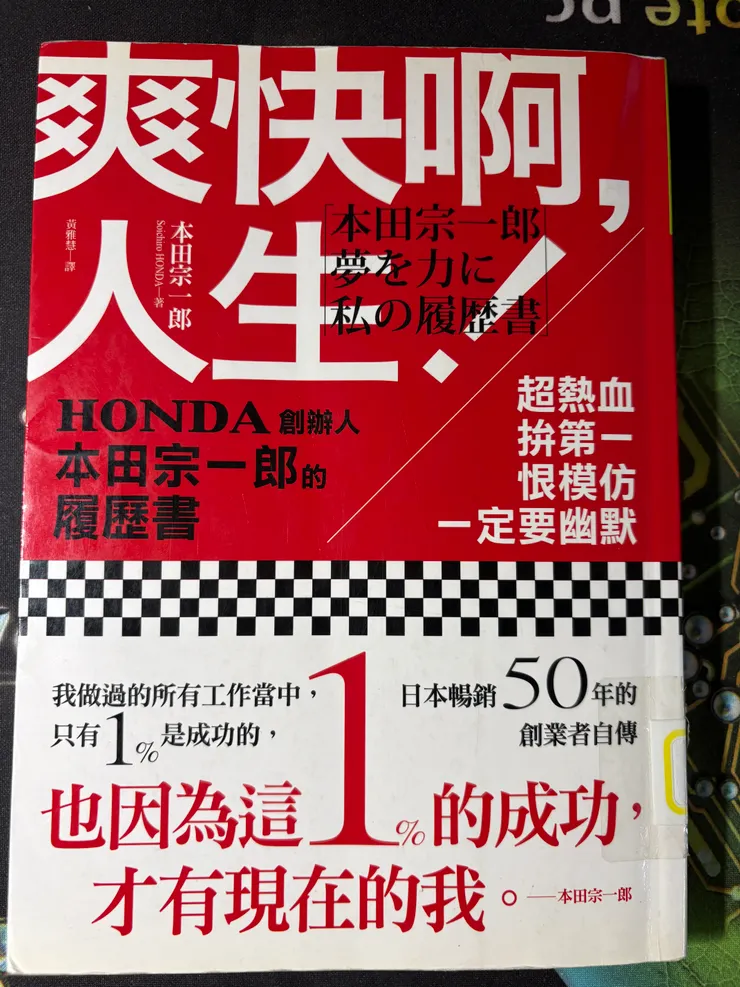 ote pc
爽快啊,
人生!
本田宗一郎
夢を力に
私の履歴書
本田宗一郎
Soichiro HONDA—著
黃雅慧—譯
HONDA 創辦人
本田宗一郎的
履歷書
超熱血
拚第一
恨模仿
一定要幽默
我做過的所有工作當中,
只有1%是成功的,
日本暢銷50年的
創業者自傳
也因為這1%的成功,
才有現在的我。
——本田宗一郎